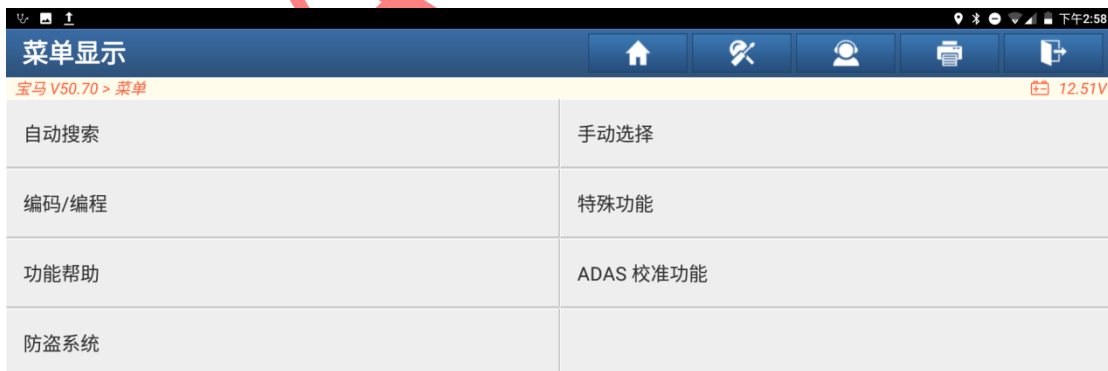 下午2:58
菜单显示
宝马 V50.70 > 菜单 12.51V
自动搜索 手动选择
编码/编程 特殊功能
功能帮助 ADAS 校准功能
防盗系统